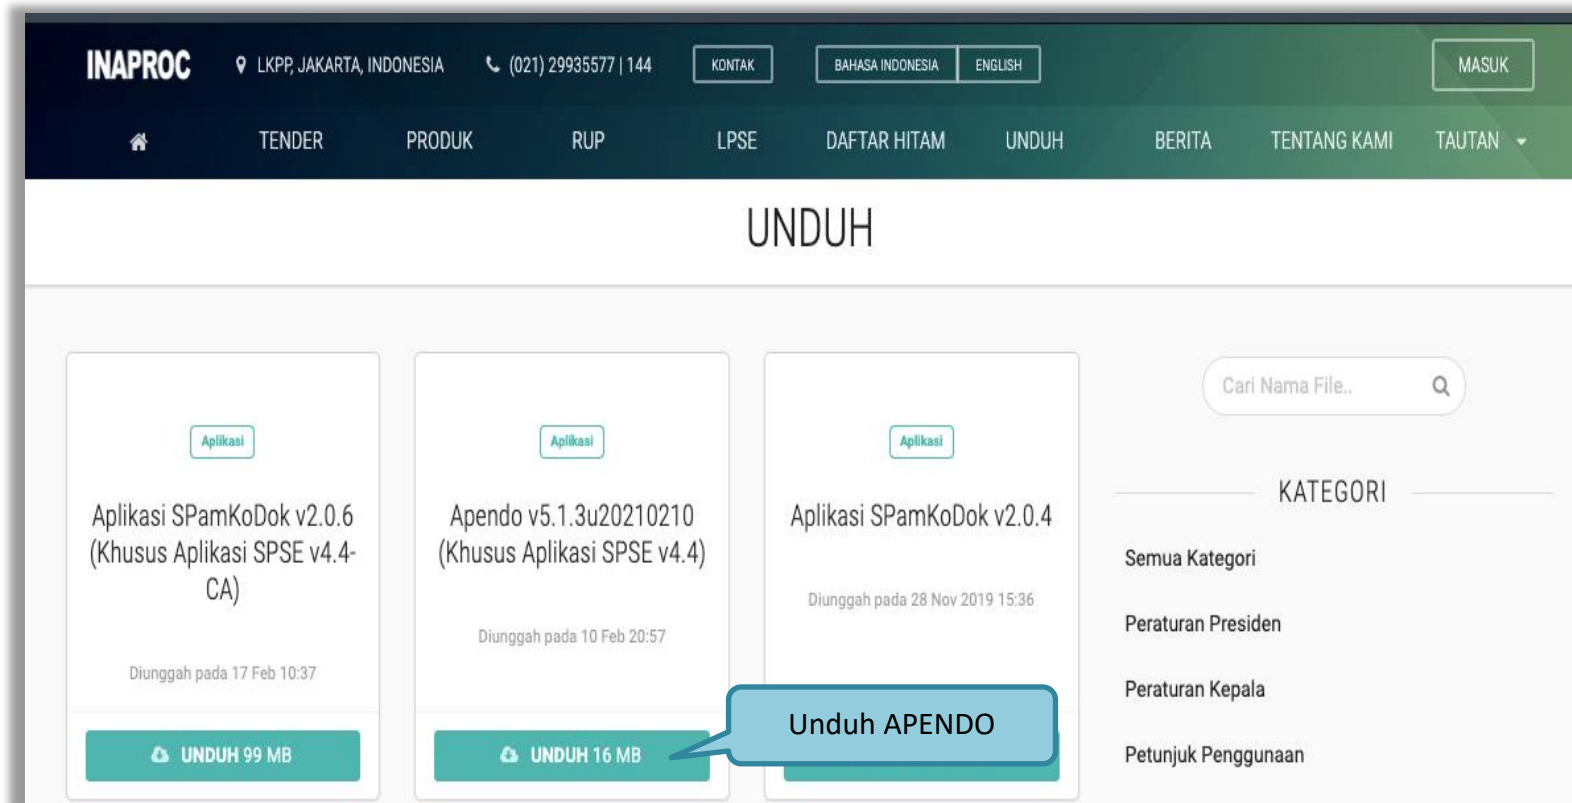 INAPROC
LKPP, JAKARTA, INDONESIA
(021) 29935577 | 144
KONTAK
BAHASA INDONESIA
ENGLISH
MASUK
TENDER
PRODUK
RUP
LPSE
DAFTAR HITAM
UNDUH
BERITA
TENTANG KAMI
TAUTAN
UNDUH
Aplikasi
Aplikasi SPamKoDok v2.0.6
(Khusus Aplikasi SPSE v4.4-
CA)
Diunggah pada 17 Feb 10:37
UNDUH 99 MB
Aplikasi
Apendo v5.1.3u20210210
(Khusus Aplikasi SPSE v4.4)
Diunggah pada 10 Feb 20:57
UNDUH 16 MB
Unduh APENDO
Aplikasi
Aplikasi SPamKoDok v2.0.4
Diunggah pada 28 Nov 2019 15:36
Cari Nama File..
KATEGORI
Semua Kategori
Peraturan Presiden
Peraturan Kepala
Petunjuk Penggunaan